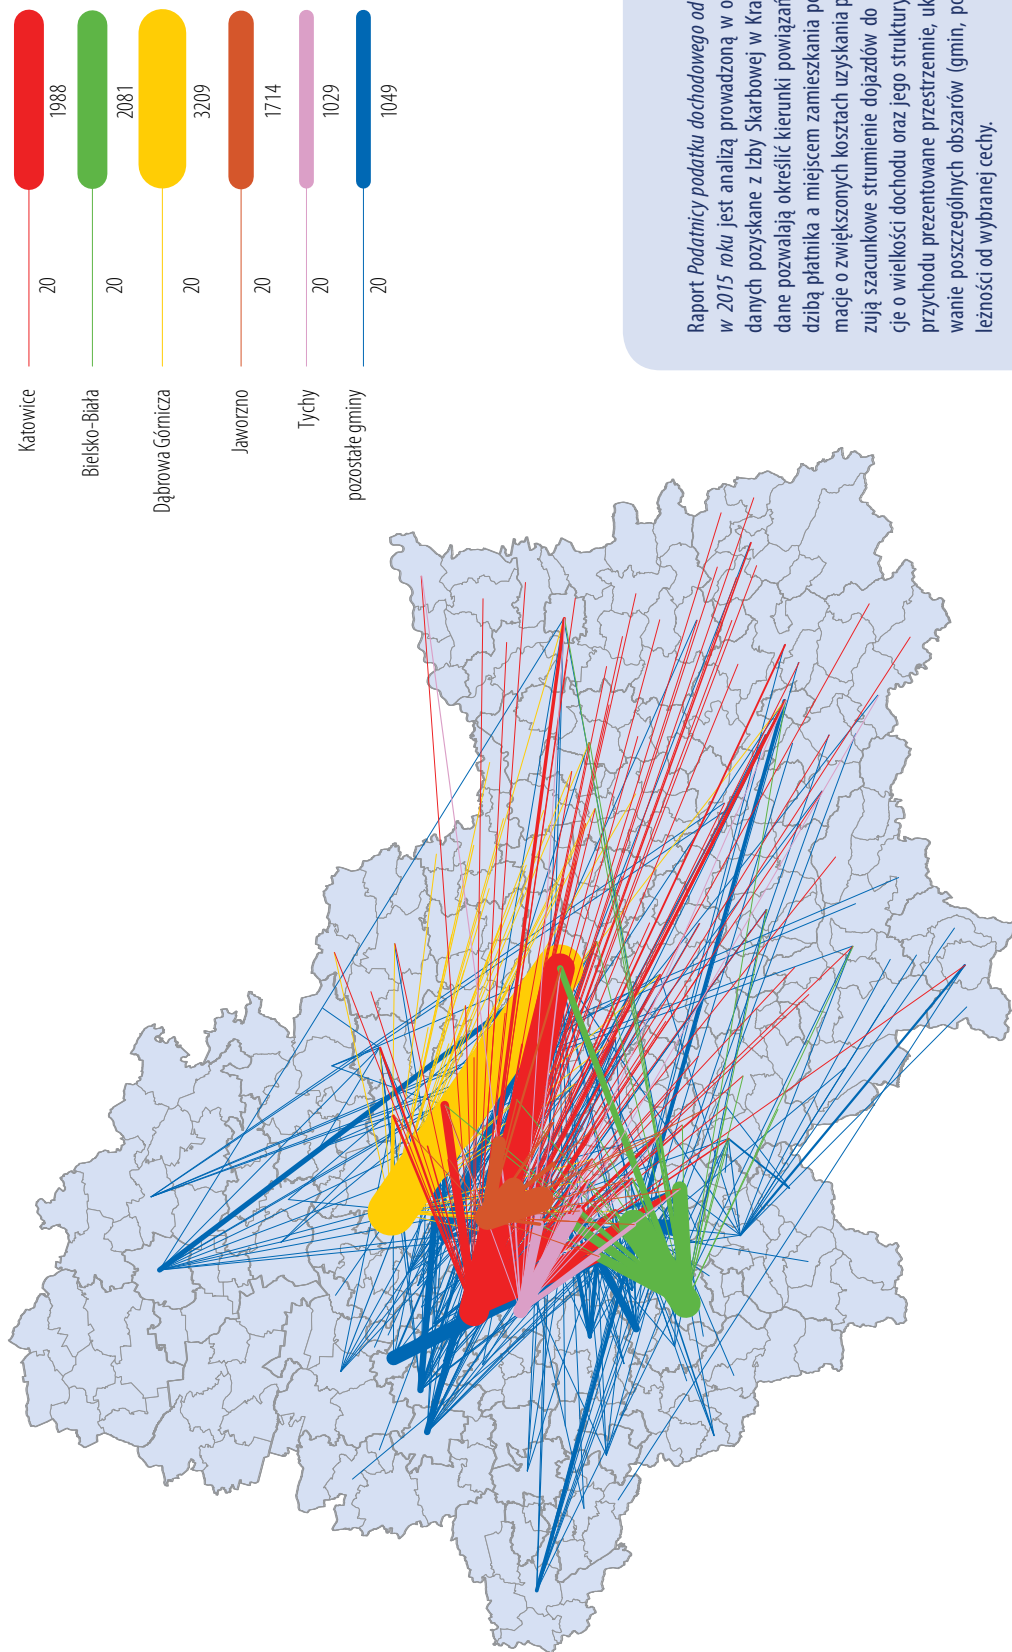 Katowice 20 1988
Bielsko-Biała 20 2081
Dąbrowa Górnicza 20 3209
Jaworzno 20 1714
Tychy 20 1029
pozostałe gminy 20 1049
Raport Podatnicy podatku dochodowego od
w 2015 roku jest analizą prowadzoną w o
danych pozyskane z Izby Skarbowej w Kra
dane pozwalają określić kierunki powiązań
dzibą płatnika a miejscem zamieszkania po
macje o zwiększonych kosztach uzyskania p
zują szacunkowe strumienie dojazdów do
cje o wielkości dochodu oraz jego struktury
przychodu prezentowane przestrzennie, uk
wanie poszczególnych obszarów (gmin, po
leżności od wybranej cechy.